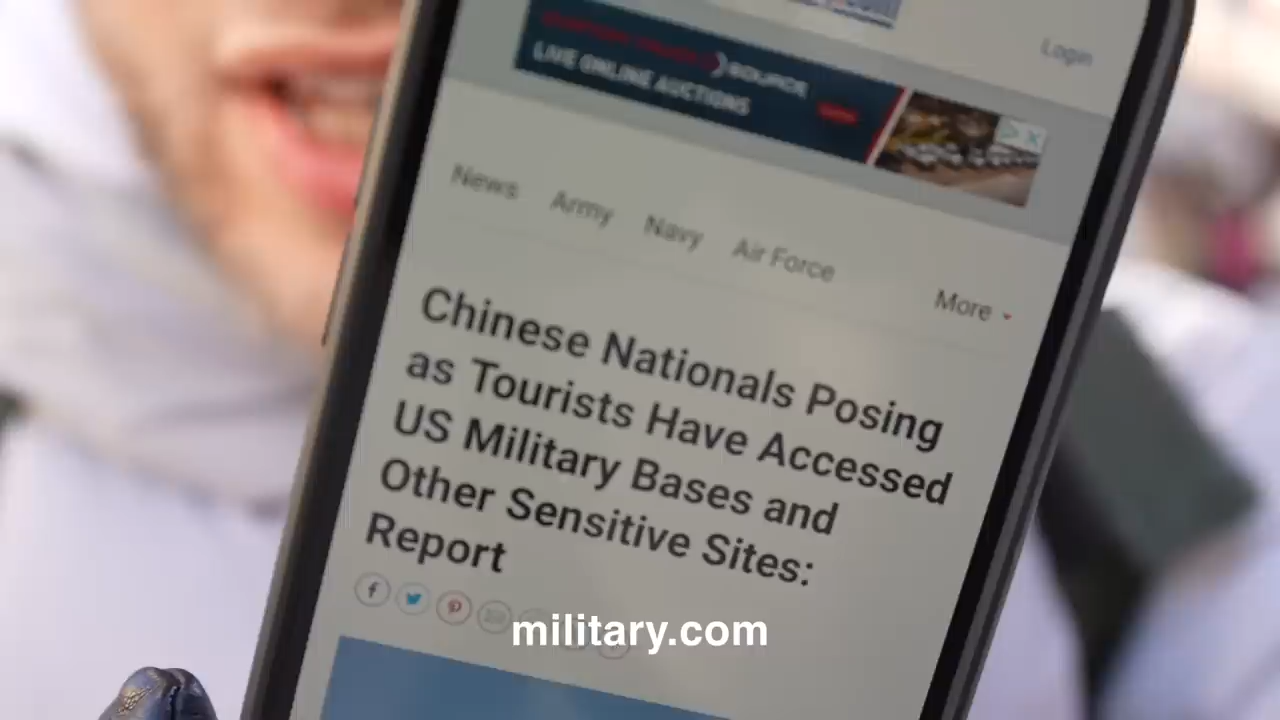 Login
SOURCE
LIVE ONLINE AUCTIONS
News Army Navy Air Force More
Chinese Nationals Posing
as Tourists Have Accessed
US Military Bases and
Other Sensitive Sites:
Report
military.com